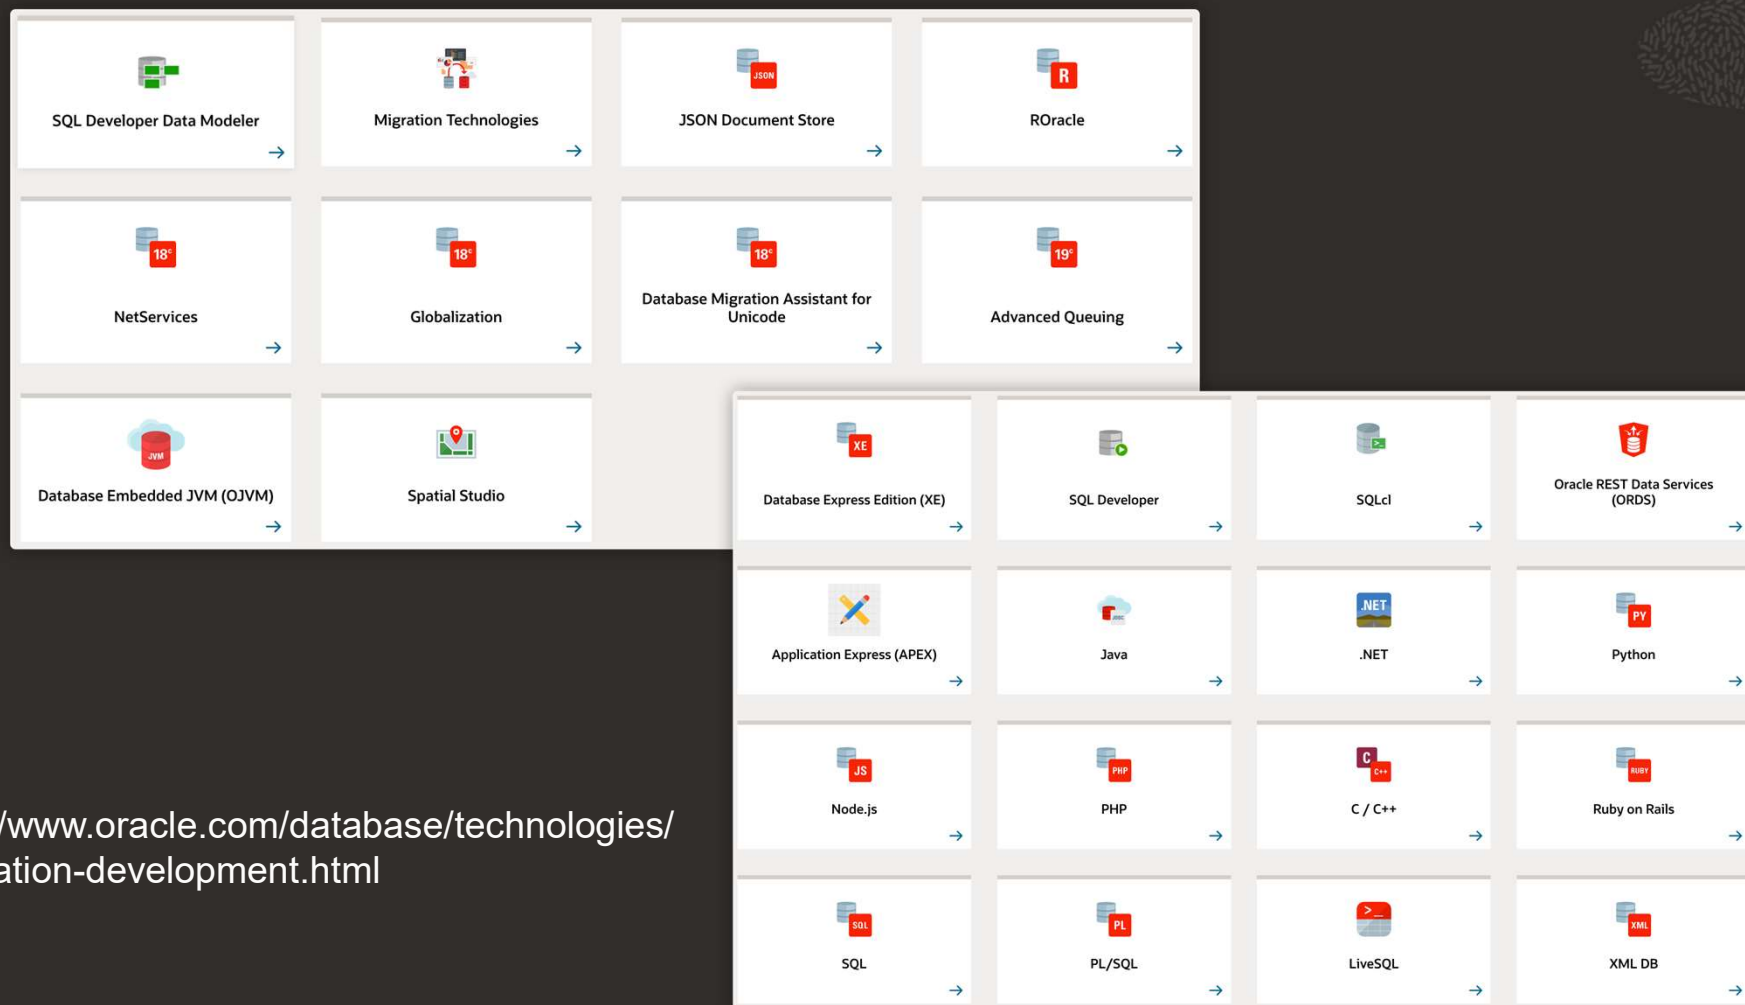 SQL Developer Data Modeler
Migration Technologies
JSON
JSON Document Store
R
ROracle
18c
NetServices
18c
Globalization
18c
Database Migration Assistant for
Unicode
19c
Advanced Queuing
JVM
Database Embedded JVM (OJVM)
Spatial Studio
XE
Database Express Edition (XE)
SQL Developer
>_
SQLcl
Oracle REST Data Services
(ORDS)
Application Express (APEX)
JDBC
Java
.NET
.NET
PY
Python
JS
Node.js
PHP
PHP
C
C++
C / C++
RUBY
Ruby on Rails
SQL
SQL
PL
PL/SQL
>_
LiveSQL
XML
XML DB
/www.oracle.com/database/technologies/
ation-development.html